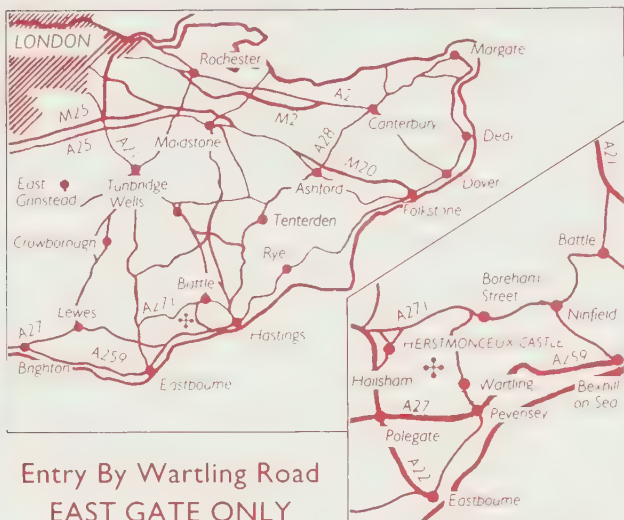 LONDON
Margate
Rochester
A2
M2
Canterbury
M25
A25
Maidstone
A28
Deal
M20
East
Grinstead
Tunbridge
Wells
Ashford
Dover
Folkstone
Tenterden
Crowborough
Rye
Battle
A271
Lewes
Hastings
A27
A259
Brighton
Eastbourne
A21
Battle
Boreham
Street
A271
Ninfield
HERSTMONCEUX CASTLE
A259
Hailsham
Wartling
Bexhill
on Sea
A27
Pevensey
Polegate
A22
Eastbourne
Entry By Wartling Road
EAST GATE ONLY